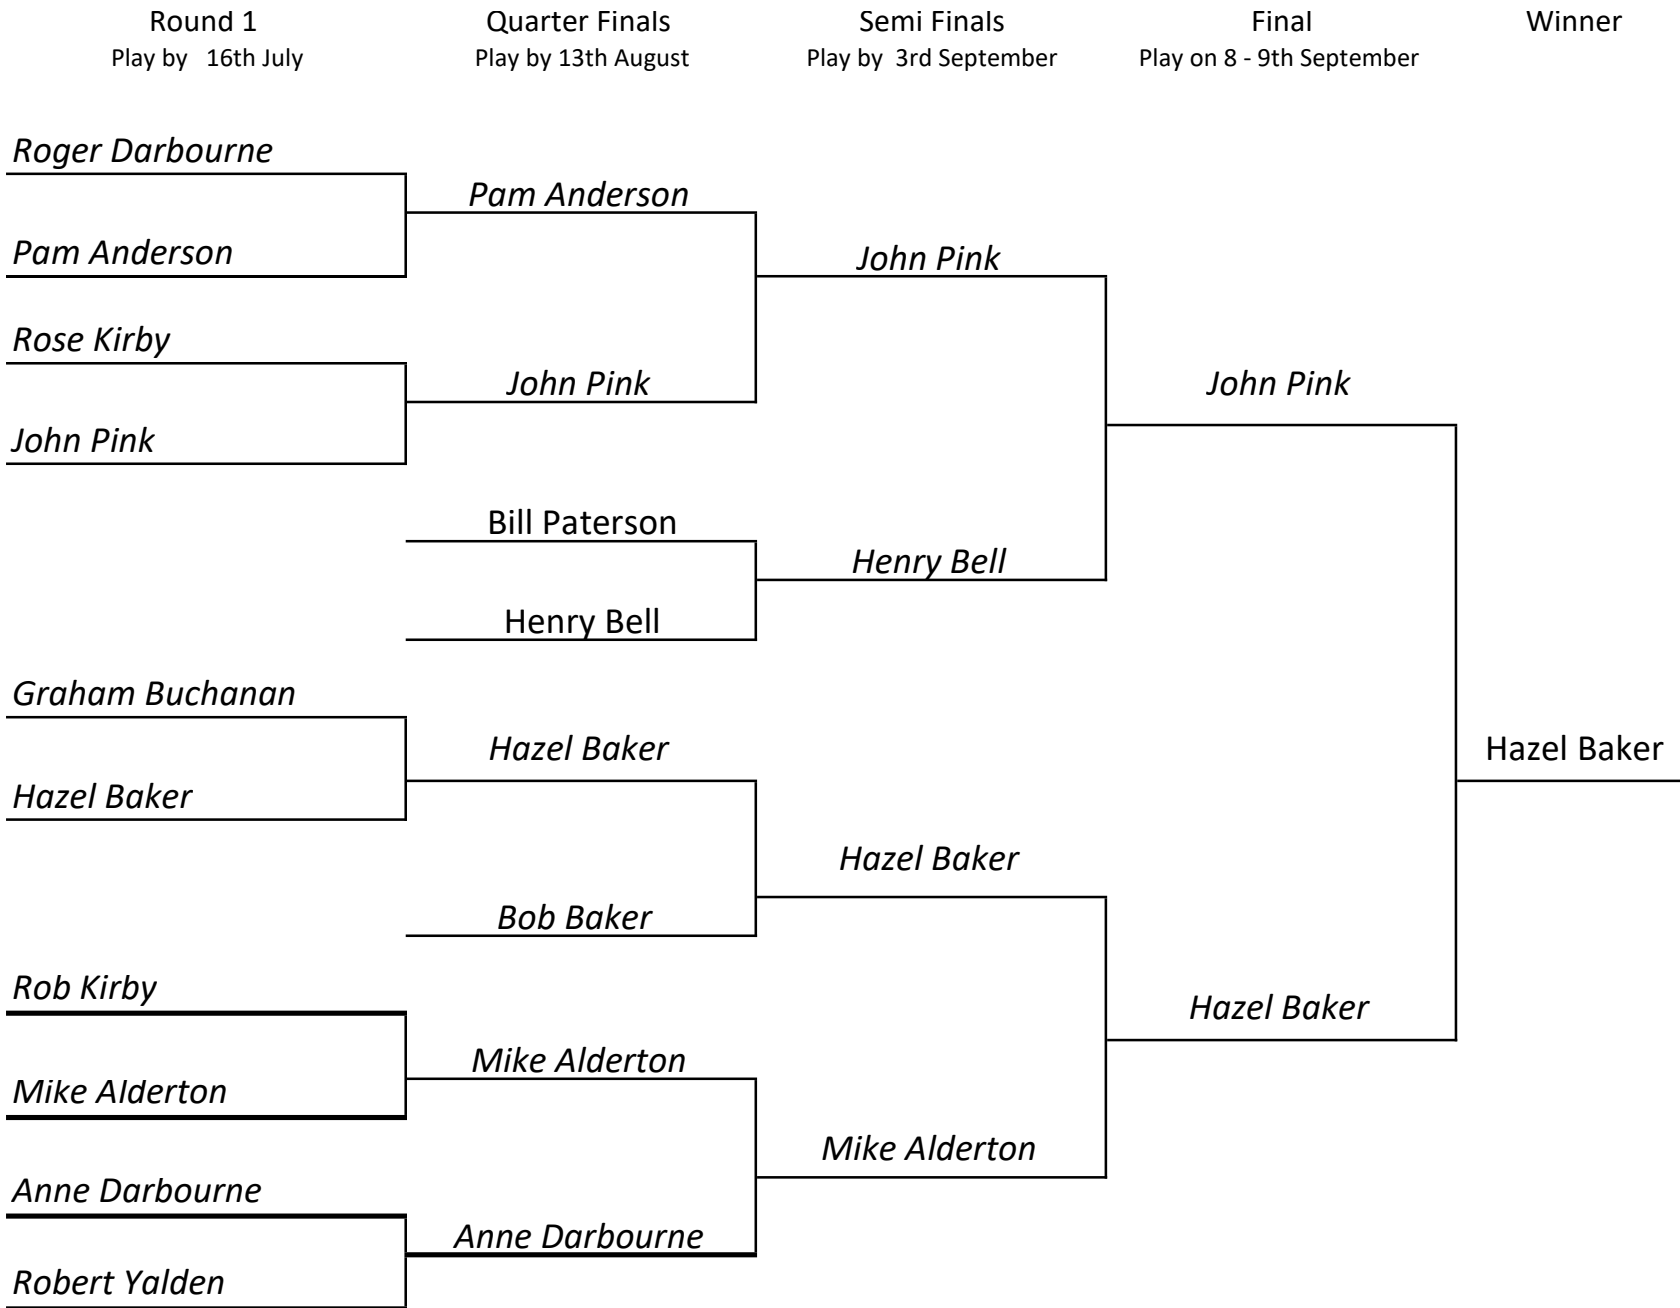 Round 1
Quarter Finals
Semi Finals
Final
Winner
Play by 16th July
Play by 13th August
Play by 3rd September
Play on 8 - 9th September
Roger Darbourne
Pam Anderson
Pam Anderson
John Pink
Rose Kirby
John Pink
John Pink
John Pink
Bill Paterson
Henry Bell
Henry Bell
Graham Buchanan
Hazel Baker
Hazel Baker
Hazel Baker
Hazel Baker
Bob Baker
Rob Kirby
Hazel Baker
Mike Alderton
Mike Alderton
Mike Alderton
Anne Darbourne
Anne Darbourne
Robert Yalden